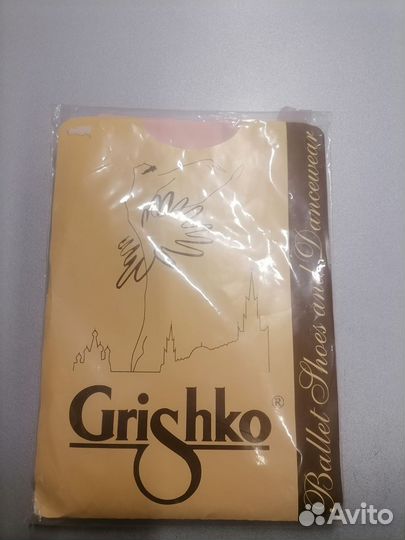 Grishko ®
Ballet Shoes and Dancewear
Avito